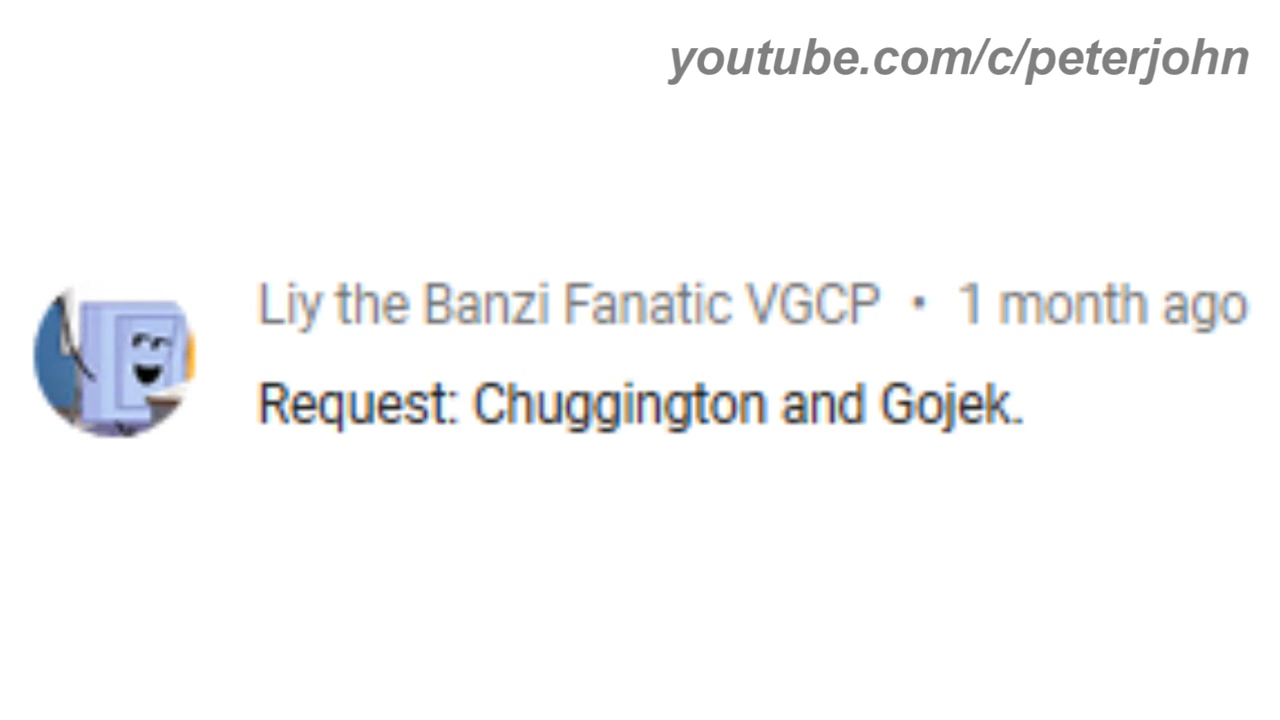 youtube.com/c/peterjohn
Liy the Banzi Fanatic VGCP • 1 month ago
Request: Chuggington and Gojek.